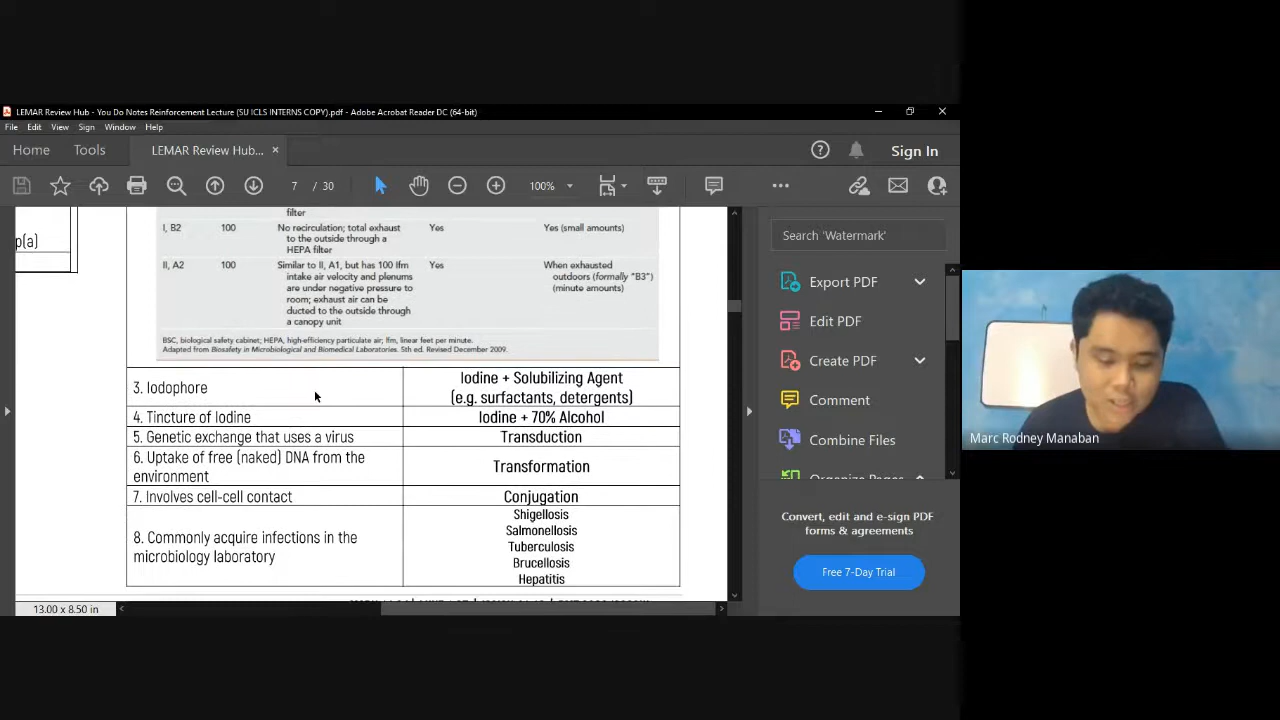 LEMAR Review Hub - You Do Notes Reinforcement Lecture (SU ICLS INTERNS COPY).pdf - Adobe Acrobat Reader DC (64-bit)
File Edit View Sign Window Help
Home Tools LEMAR Review Hub... × Sign In
7 / 30 100%
p(a)
filter
I, B2 100 No recirculation; total exhaust Yes Yes (small amounts)
to the outside through a
HEPA filter
II, A2 100 Similar to II, A1, but has 100 lfm Yes When exhausted
intake air velocity and plenums outdoors (formally "B3")
are under negative pressure to (minute amounts)
room; exhaust air can be
ducted to the outside through
a canopy unit
BSC, biological safety cabinet; HEPA, high-efficiency particulate air; lfm, linear feet per minute.
Adapted from Biosafety in Microbiological and Biomedical Laboratories. 5th ed. Revised December 2009.
3. Iodophore
Iodine + Solubilizing Agent
(e.g. surfactants, detergents)
4. Tincture of Iodine Iodine + 70% Alcohol
5. Genetic exchange that uses a virus Transduction
6. Uptake of free (naked) DNA from the
environment
Transformation
7. Involves cell-cell contact Conjugation
8. Commonly acquire infections in the
microbiology laboratory
Shigellosis
Salmonellosis
Tuberculosis
Brucellosis
Hepatitis
13.00 x 8.50 in
Search 'Watermark'
Export PDF
Edit PDF
Create PDF
Comment
Combine Files
Organize Pages
Convert, edit and e-sign PDF
forms & agreements
Free 7-Day Trial
Marc Rodney Manaban